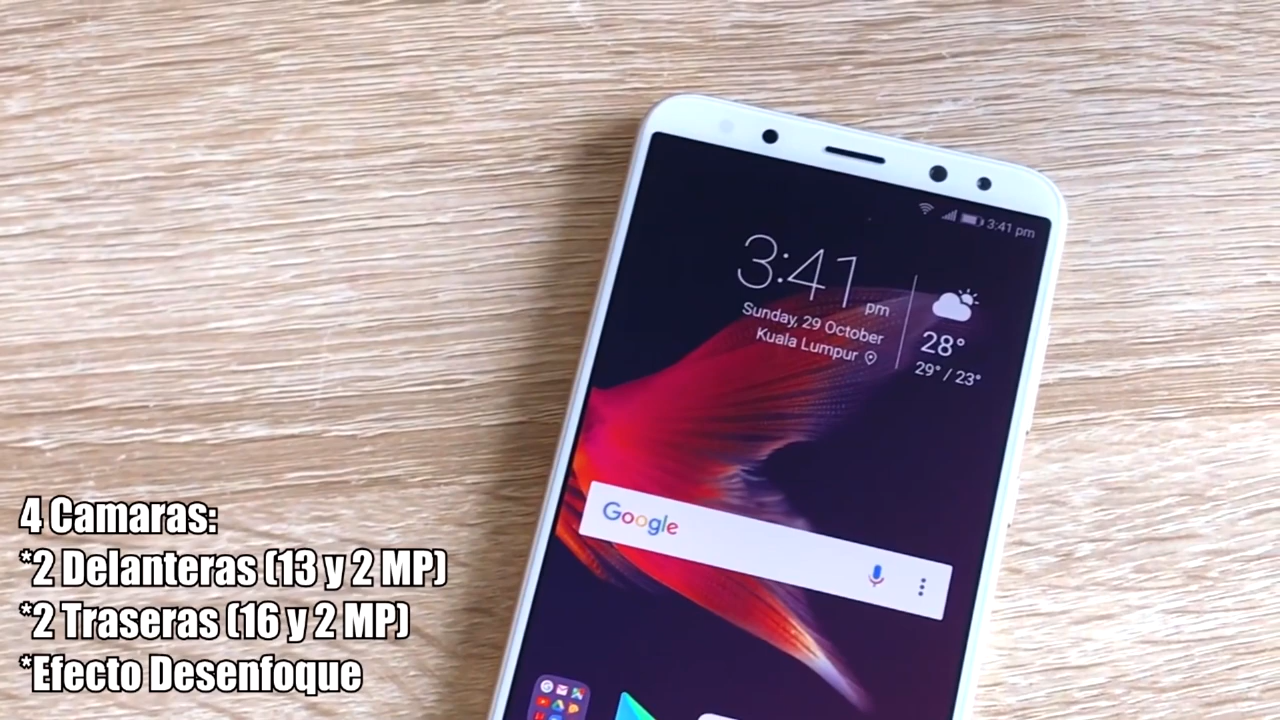 3:41 pm
3:41 pm
Sunday, 29 October
Kuala Lumpur
28°
29° / 23°
Google
4 Camaras:
*2 Delanteras (13 y 2 MP)
*2 Traseras (16 y 2 MP)
*Efecto Desenfoque